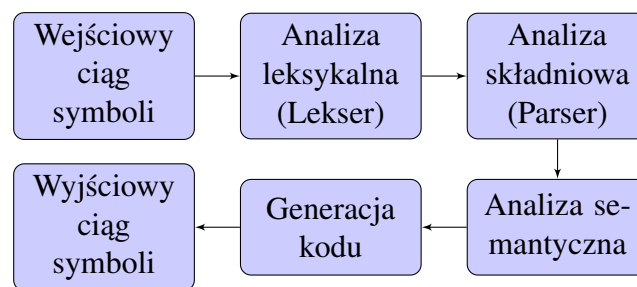 Wejściowy
ciąg
symboli
Analiza
leksykalna
(Lekser)
Analiza
składniowa
(Parser)
Analiza se-
mantyczna
Generacja
kodu
Wyjściowy
ciąg
symboli